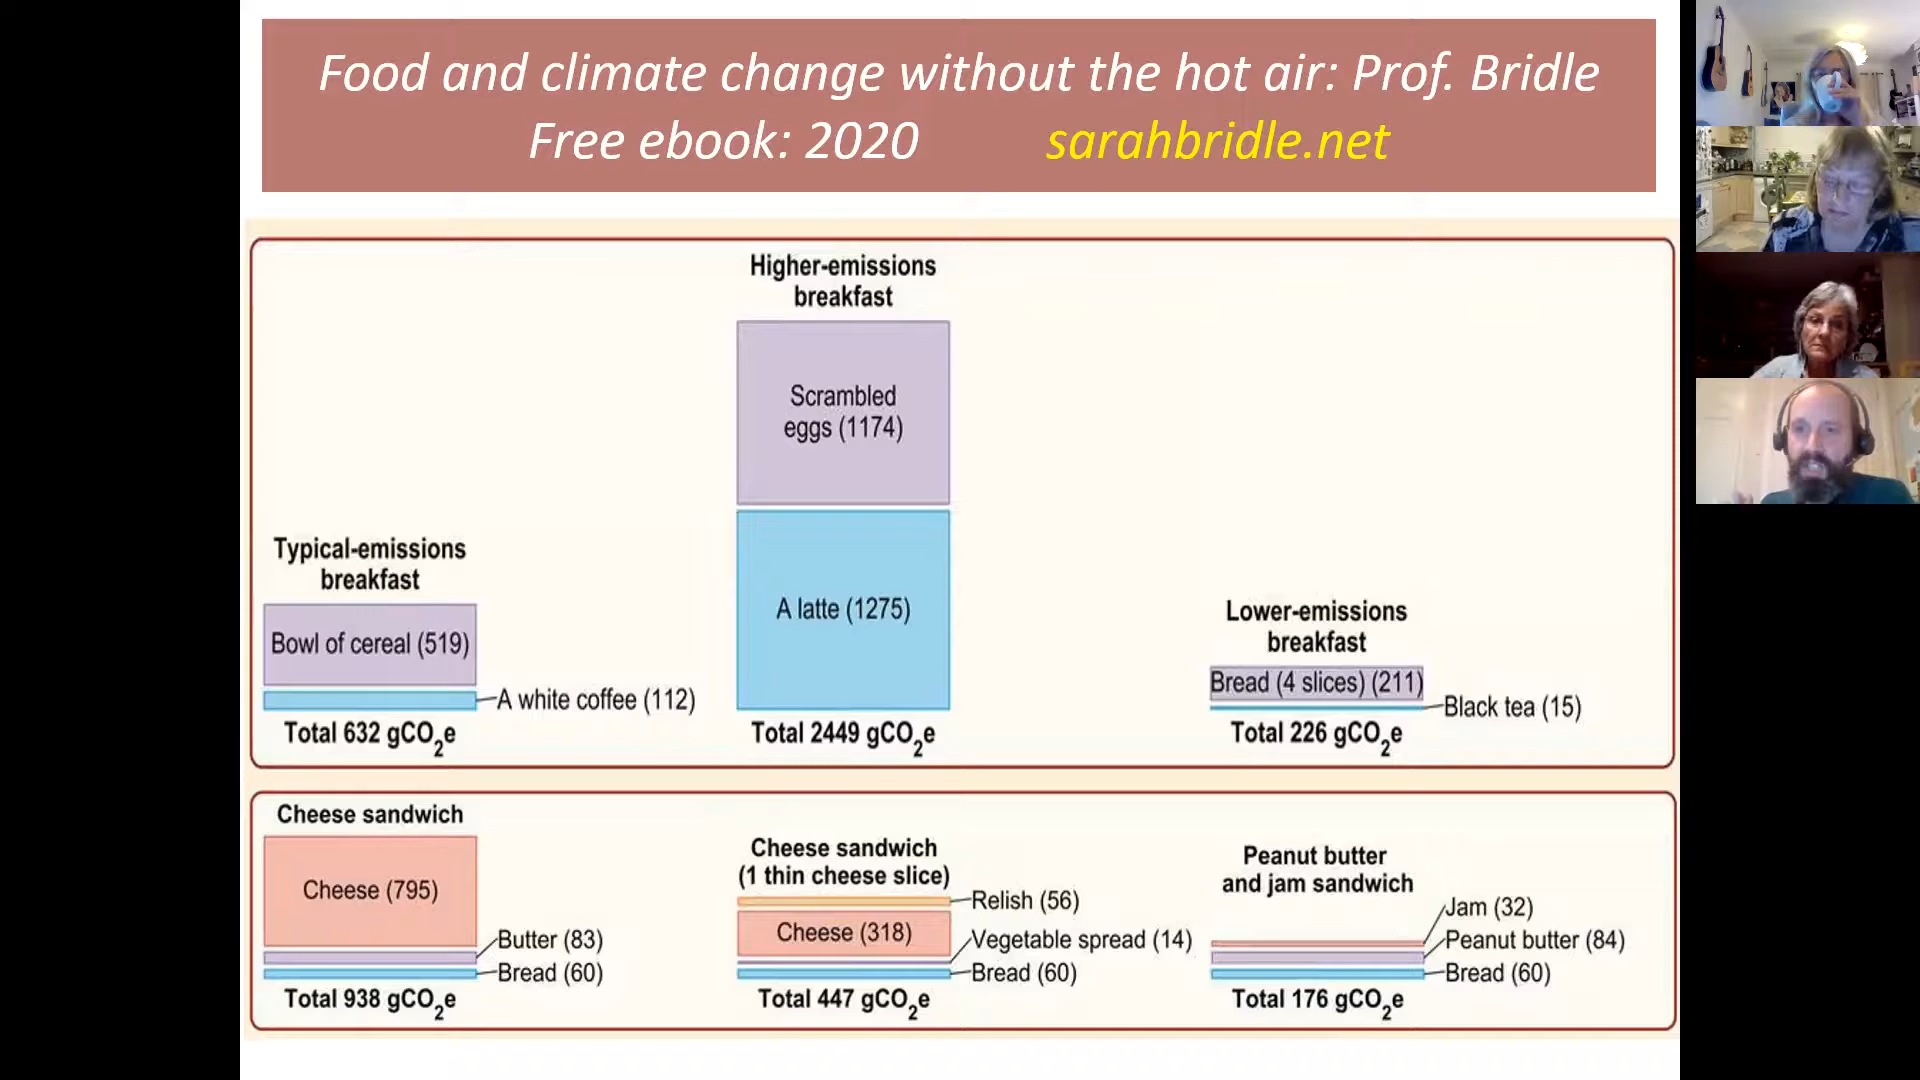 Food and climate change without the hot air: Prof. Bridle
Free ebook: 2020 sarahbridle.net
Higher-emissions
breakfast
Scrambled
eggs (1174)
A latte (1275)
Total 2449 gCO₂e
Typical-emissions
breakfast
Bowl of cereal (519)
A white coffee (112)
Total 632 gCO₂e
Lower-emissions
breakfast
Bread (4 slices) (211)
Black tea (15)
Total 226 gCO₂e
Cheese sandwich
Cheese (795)
Butter (83)
Bread (60)
Total 938 gCO₂e
Cheese sandwich
(1 thin cheese slice)
Relish (56)
Cheese (318)
Vegetable spread (14)
Bread (60)
Total 447 gCO₂e
Peanut butter
and jam sandwich
Jam (32)
Peanut butter (84)
Bread (60)
Total 176 gCO₂e